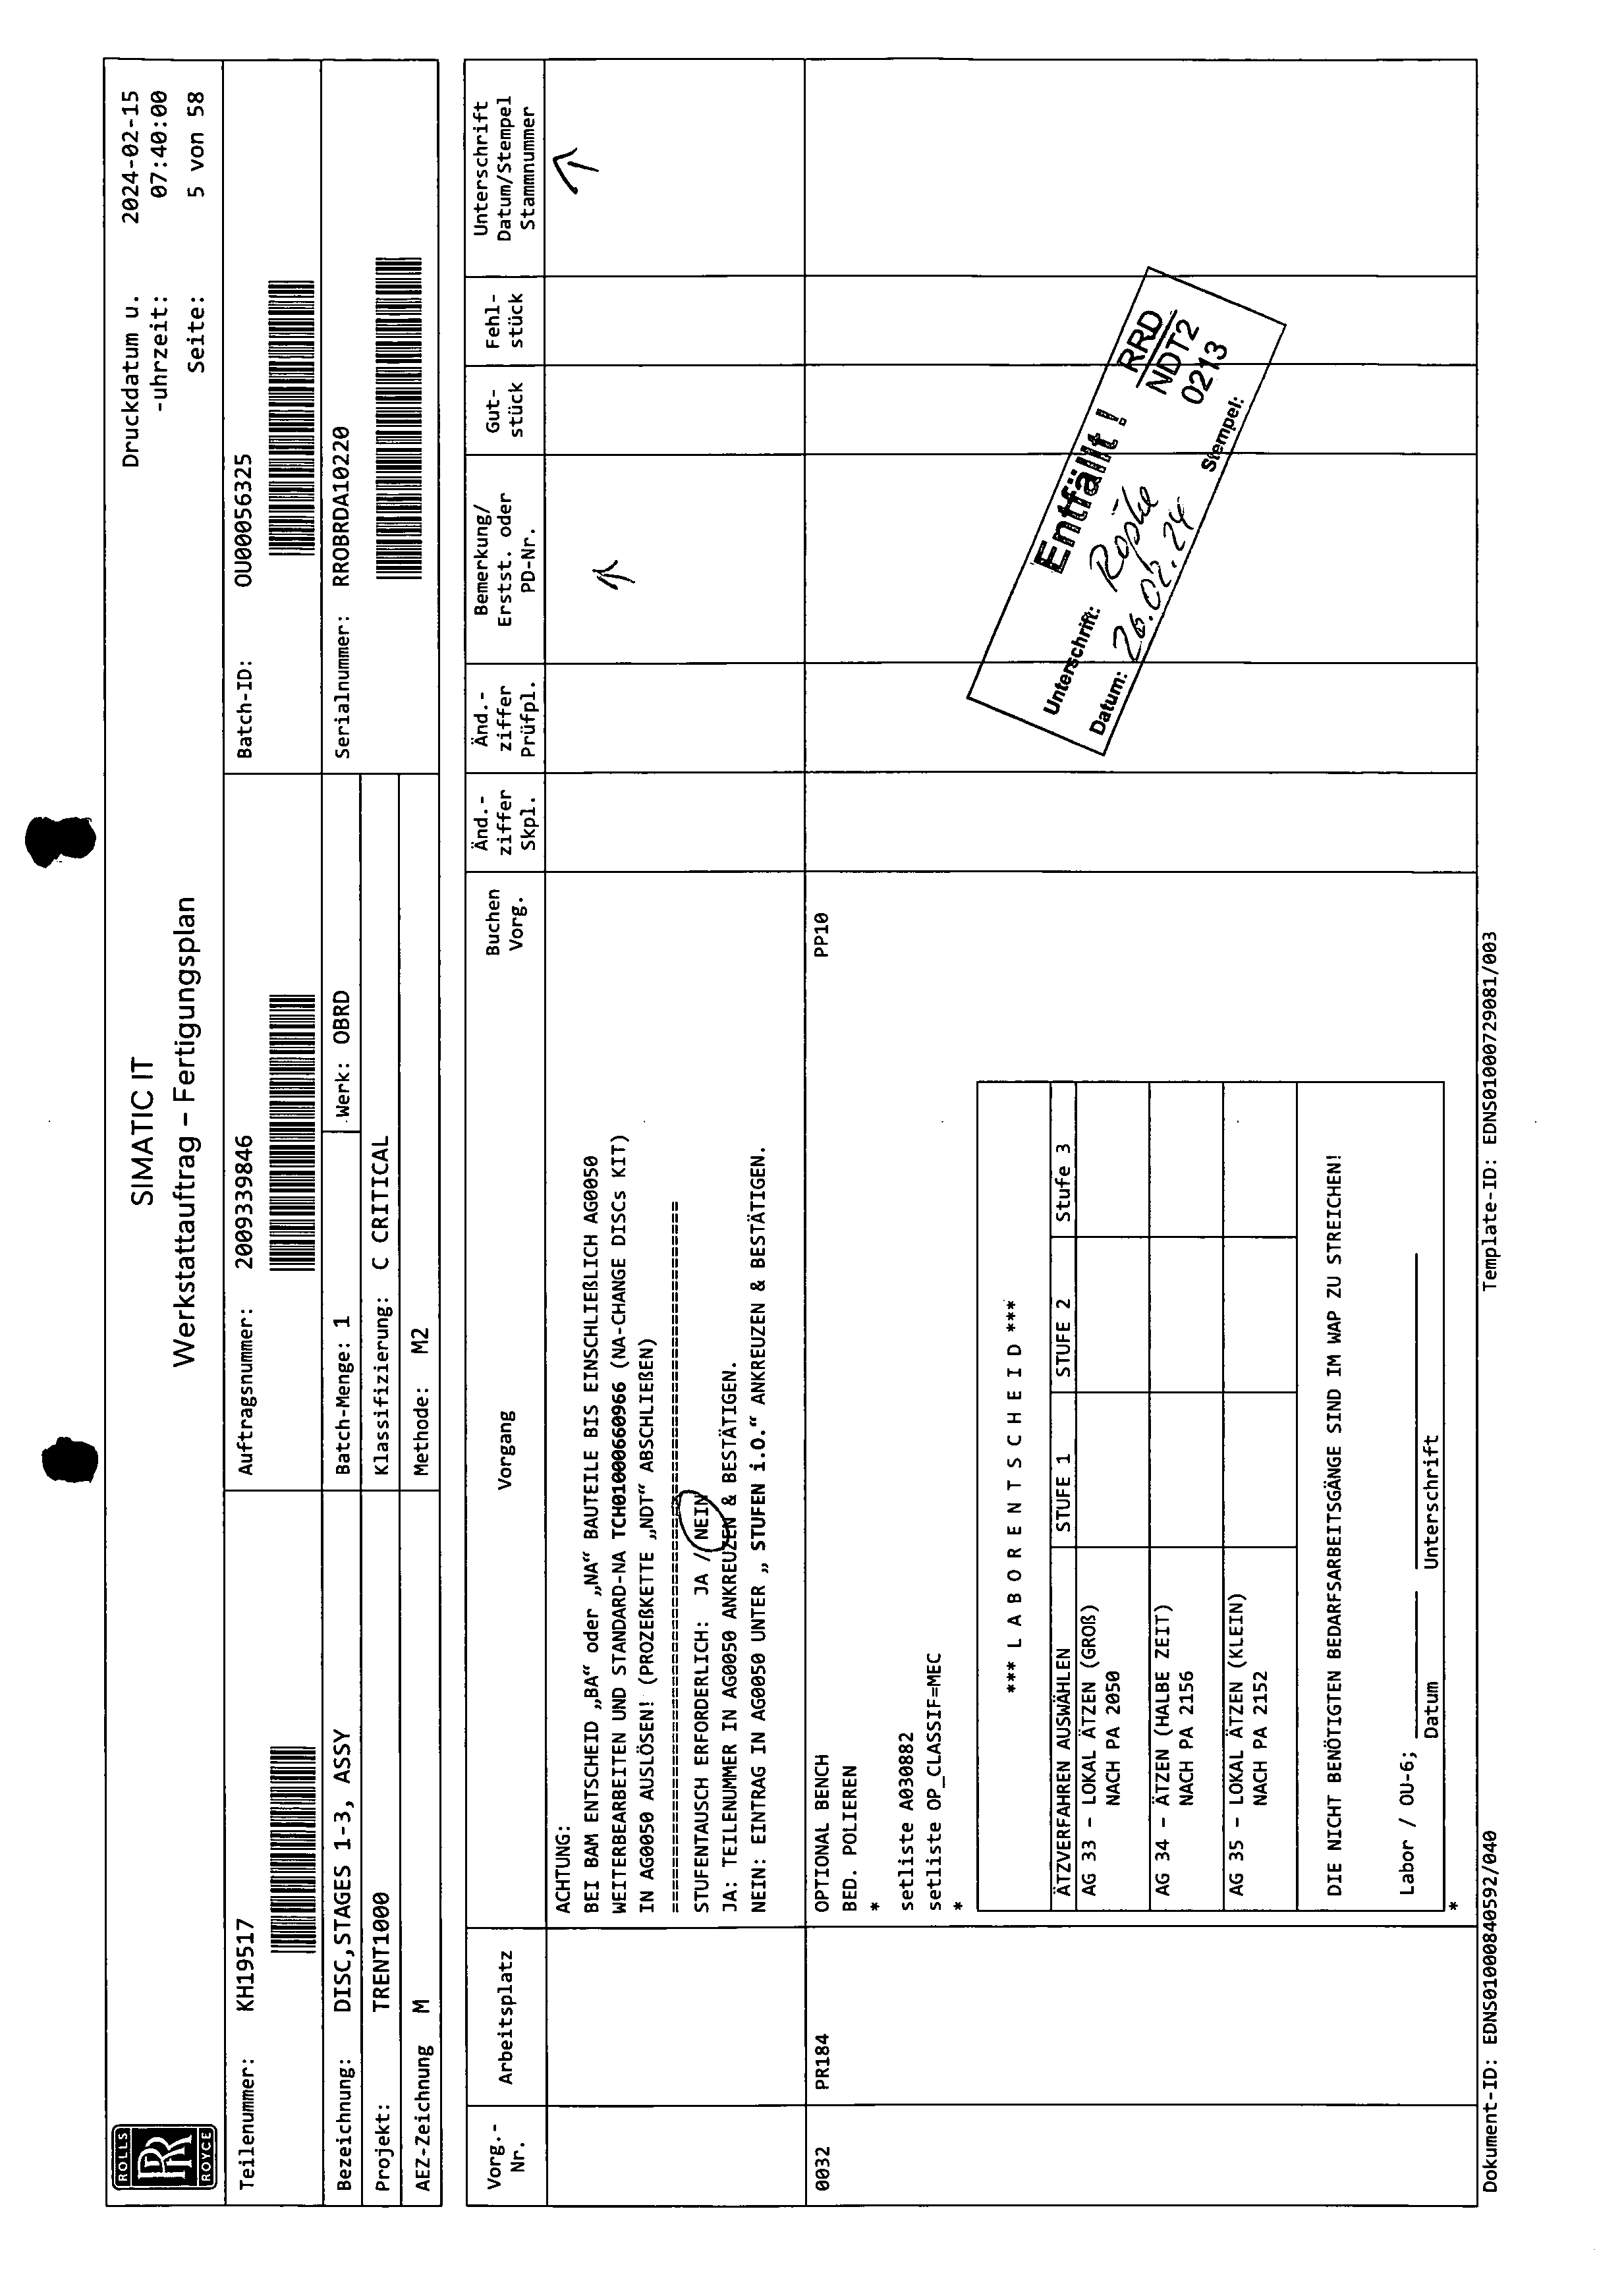 ROLLS
RR
ROYCE
SIMATIC IT
Werkstattauftrag – Fertigungsplan
Druckdatum u. 2024-02-15
-uhrzeit: 07:40:00
Seite: 5 von 58
Teilenummer: KH19517
Auftragsnummer: 2009339846
Batch-ID: OU00056325
Bezeichnung: DISC,STAGES 1-3, ASSY
Batch-Menge: 1
Werk: OBRD
Serialnummer: RROBRDA10220
Projekt: TRENT1000
Klassifizierung: C CRITICAL
AEZ-Zeichnung M
Methode: M2
Vorg.-
Nr.
Arbeitsplatz
Vorgang
Buchen
Vorg.
Änd.-
ziffer
Skpl.
Änd.-
ziffer
Prüfpl.
Bemerkung/
Erstst. oder
PD-Nr.
Gut-
stück
Fehl-
stück
Unterschrift
Datum/Stempel
Stammnummer
ACHTUNG:
BEI BAM ENTSCHEID „BA“ oder „NA“ BAUTEILE BIS EINSCHLIEßLICH AG0050
WEITERBEARBEITEN UND STANDARD-NA TCH01000660966 (NA-CHANGE DISCs KIT)
IN AG0050 AUSLÖSEN! (PROZEßKETTE „NDT“ ABSCHLIEßEN)
==================================================================
STUFENTAUSCH ERFORDERLICH: JA / NEIN
JA: TEILENUMMER IN AG0050 ANKREUZEN & BESTÄTIGEN.
NEIN: EINTRAG IN AG0050 UNTER „ STUFEN i.O.“ ANKREUZEN & BESTÄTIGEN.
0032 PR184 OPTIONAL BENCH PP10
BED. POLIEREN
*
setliste A030882
setliste OP_CLASSIF=MEC
*
*** L A B O R E N T S C H E I D ***
ÄTZVERFAHREN AUSWÄHLEN STUFE 1 STUFE 2 Stufe 3
AG 33 – LOKAL ÄTZEN (GROß)
NACH PA 2050
AG 34 – ÄTZEN (HALBE ZEIT)
NACH PA 2156
AG 35 – LOKAL ÄTZEN (KLEIN)
NACH PA 2152
DIE NICHT BENÖTIGTEN BEDARFSARBEITSGÄNGE SIND IM WAP ZU STREICHEN!
Labor / OU-6;
Datum Unterschrift
*
Entfällt !
RRD
NDT2
0213
Unterschrift:
Datum: 26.02.24
Stempel:
Dokument-ID: EDNS01000840592/040
Template-ID: EDNS01000729081/003